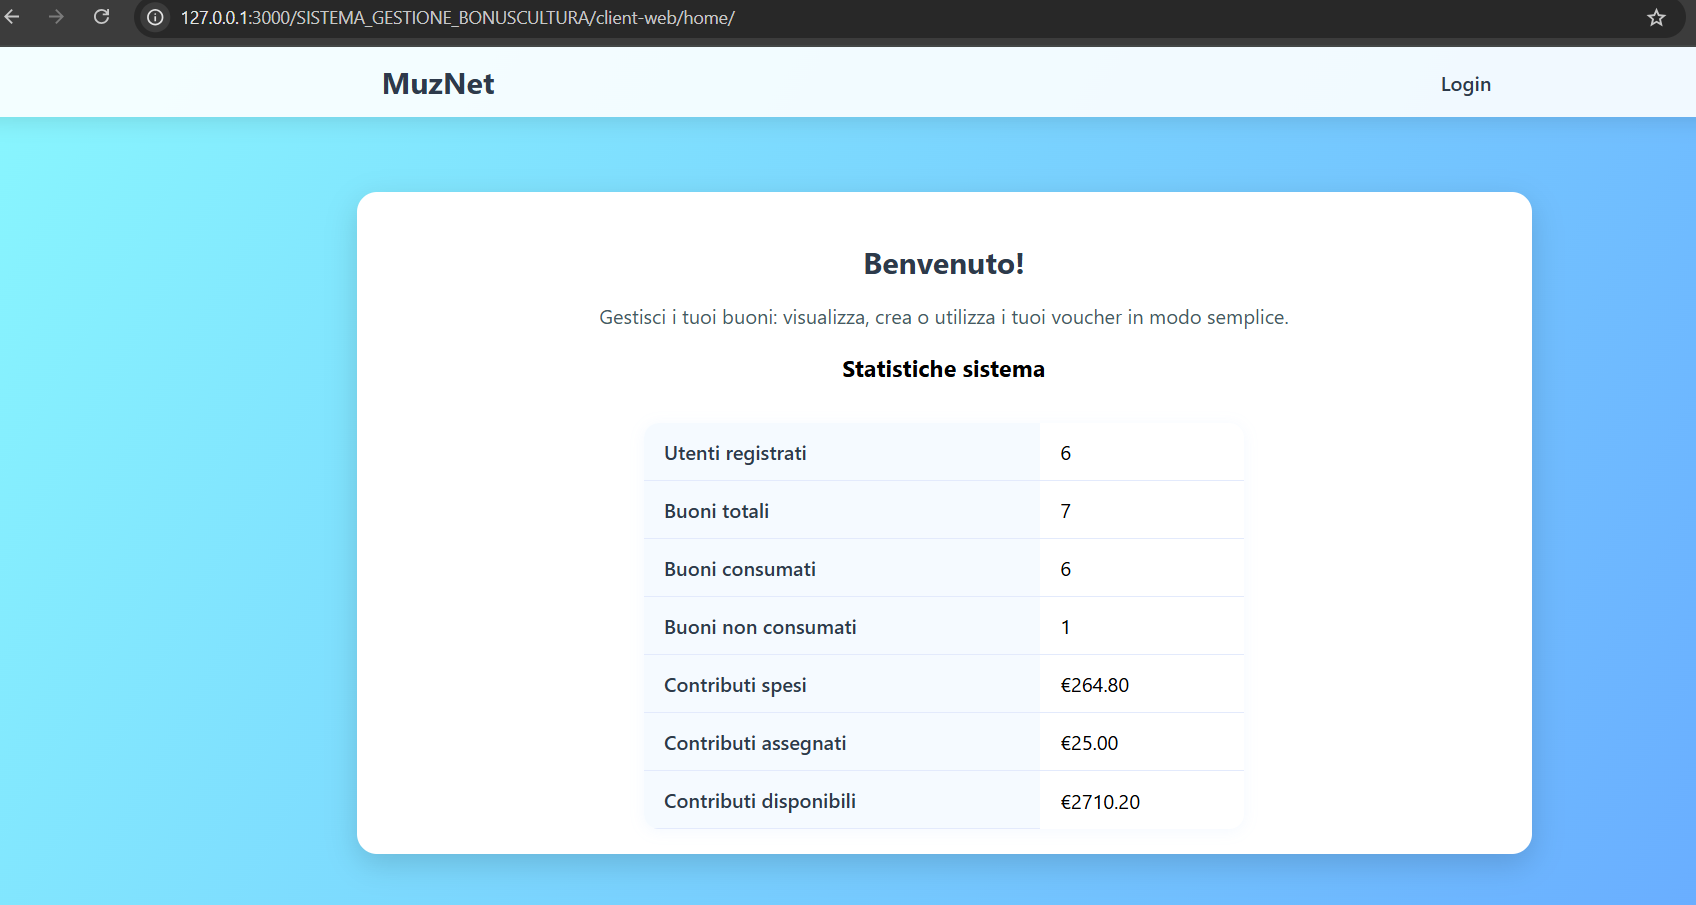 127.0.0.1:3000/SISTEMA_GESTIONE_BONUSCULTURA/client-web/home/
MuzNet Login
Benvenuto!
Gestisci i tuoi buoni: visualizza, crea o utilizza i tuoi voucher in modo semplice.
Statistiche sistema
Utenti registrati 6
Buoni totali 7
Buoni consumati 6
Buoni non consumati 1
Contributi spesi €264.80
Contributi assegnati €25.00
Contributi disponibili €2710.20